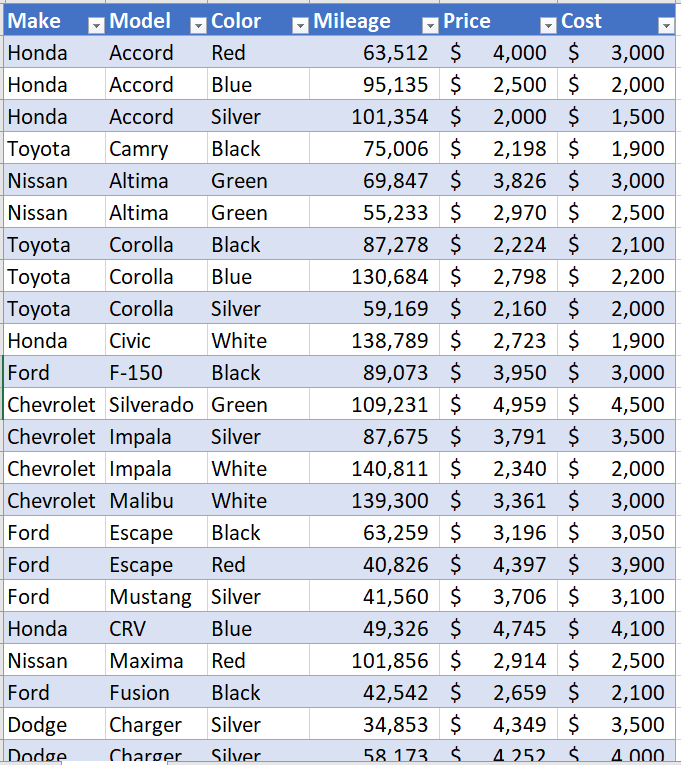 Make Model Color Mileage Price Cost
Honda Accord Red 63,512 $ 4,000 $ 3,000
Honda Accord Blue 95,135 $ 2,500 $ 2,000
Honda Accord Silver 101,354 $ 2,000 $ 1,500
Toyota Camry Black 75,006 $ 2,198 $ 1,900
Nissan Altima Green 69,847 $ 3,826 $ 3,000
Nissan Altima Green 55,233 $ 2,970 $ 2,500
Toyota Corolla Black 87,278 $ 2,224 $ 2,100
Toyota Corolla Blue 130,684 $ 2,798 $ 2,200
Toyota Corolla Silver 59,169 $ 2,160 $ 2,000
Honda Civic White 138,789 $ 2,723 $ 1,900
Ford F-150 Black 89,073 $ 3,950 $ 3,000
Chevrolet Silverado Green 109,231 $ 4,959 $ 4,500
Chevrolet Impala Silver 87,675 $ 3,791 $ 3,500
Chevrolet Impala White 140,811 $ 2,340 $ 2,000
Chevrolet Malibu White 139,300 $ 3,361 $ 3,000
Ford Escape Black 63,259 $ 3,196 $ 3,050
Ford Escape Red 40,826 $ 4,397 $ 3,900
Ford Mustang Silver 41,560 $ 3,706 $ 3,100
Honda CRV Blue 49,326 $ 4,745 $ 4,100
Nissan Maxima Red 101,856 $ 2,914 $ 2,500
Ford Fusion Black 42,542 $ 2,659 $ 2,100
Dodge Charger Silver 34,853 $ 4,349 $ 3,500
Dodge Charger Silver 58,173 $ 4,252 $ 4,000